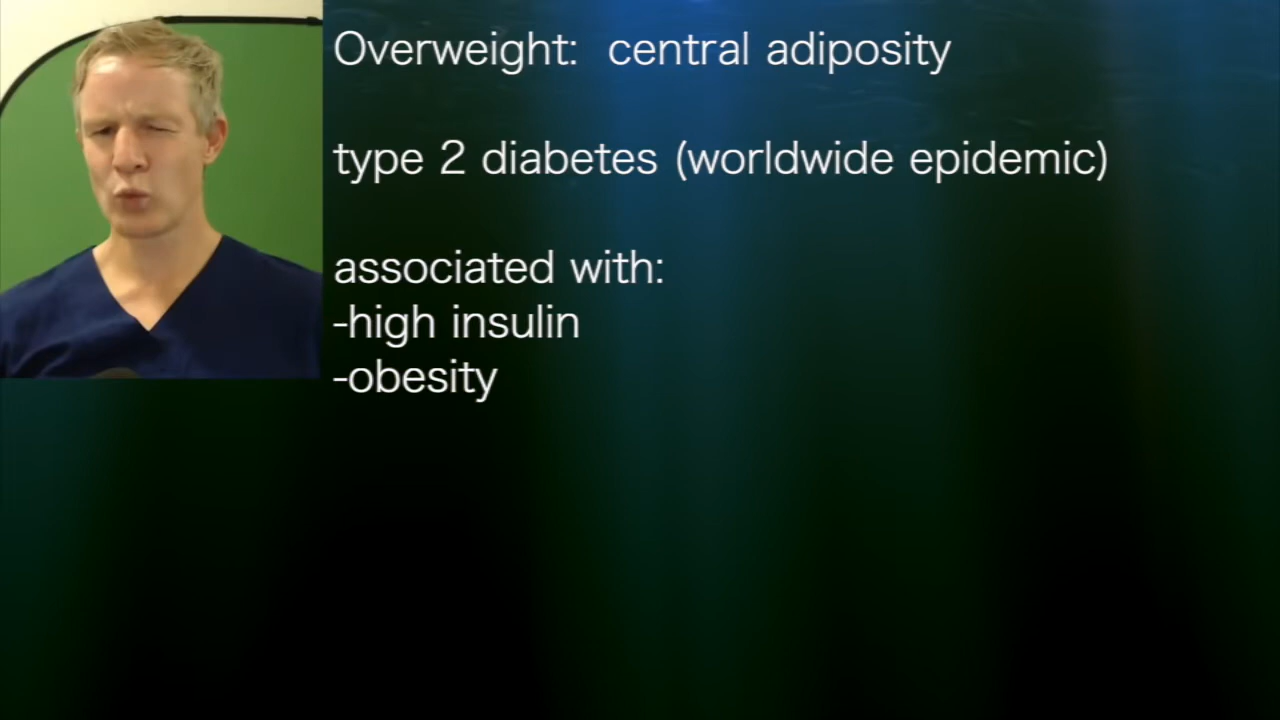 Overweight: central adiposity
type 2 diabetes (worldwide epidemic)
associated with:
-high insulin
-obesity